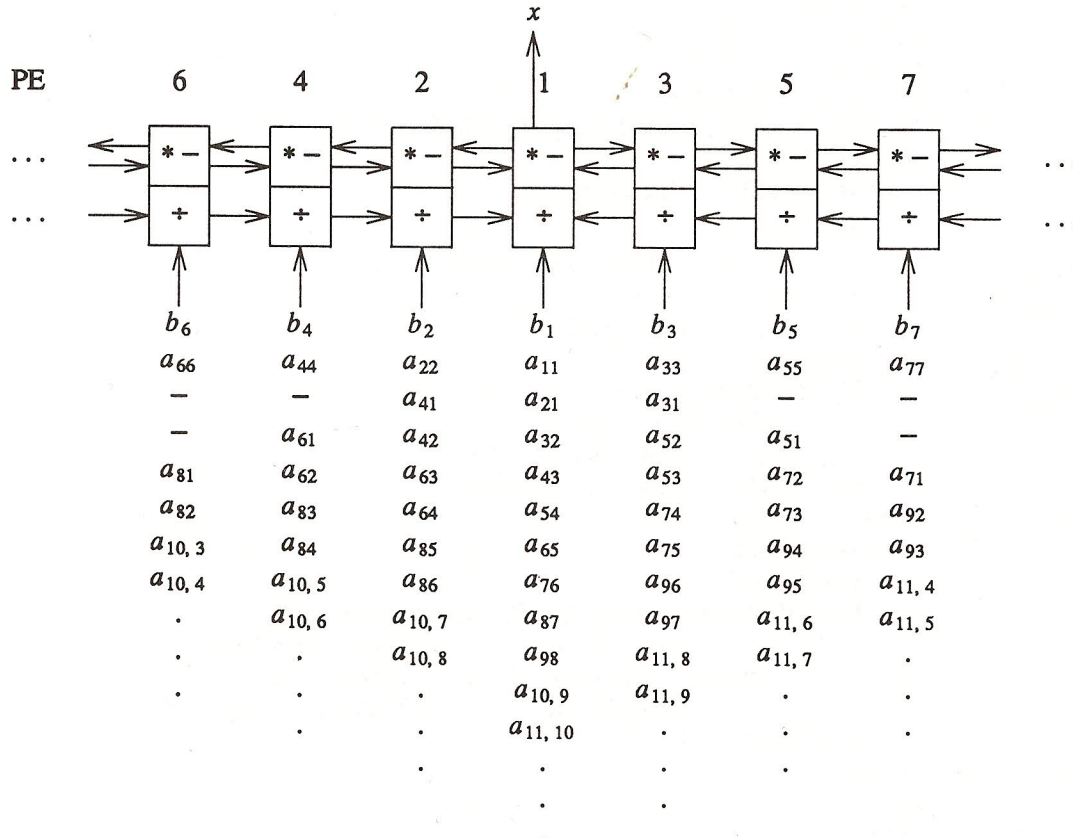 x
PE 6 4 2 1 3 5 7
... * – * – * – * – * – * – * – ..
... ÷ ÷ ÷ ÷ ÷ ÷ ÷ ..
b6 b4 b2 b1 b3 b5 b7
a66 a44 a22 a11 a33 a55 a77
– – a41 a21 a31 – –
– a61 a42 a32 a52 a51 –
a81 a62 a63 a43 a53 a72 a71
a82 a83 a64 a54 a74 a73 a92
a10,3 a84 a85 a65 a75 a94 a93
a10,4 a10,5 a86 a76 a96 a95 a11,4
. a10,6 a10,7 a87 a97 a11,6 a11,5
. . a10,8 a98 a11,8 a11,7 .
. . . a10,9 a11,9 . .
. . a11,10 . . .
. . . .
. .